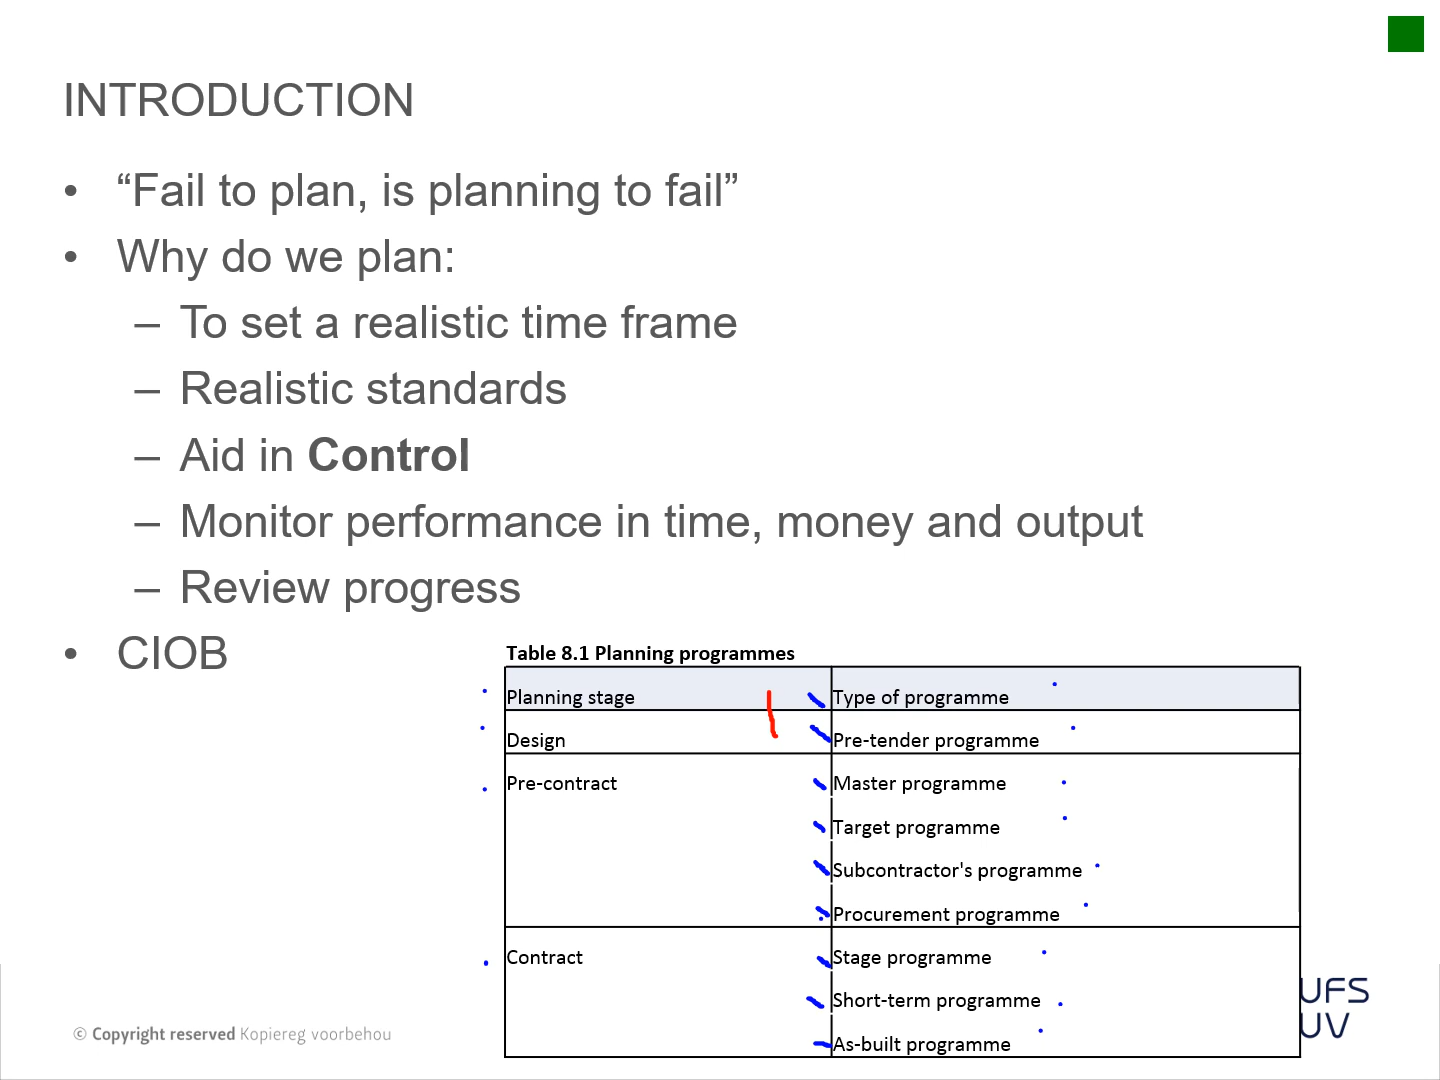 INTRODUCTION
• “Fail to plan, is planning to fail”
• Why do we plan:
– To set a realistic time frame
– Realistic standards
– Aid in Control
– Monitor performance in time, money and output
– Review progress
• CIOB
Table 8.1 Planning programmes
Planning stage Type of programme
Design Pre-tender programme
Pre-contract Master programme
Target programme
Subcontractor's programme
Procurement programme
Contract Stage programme
Short-term programme
As-built programme
UFS
UV
© Copyright reserved Kopiereg voorbehou